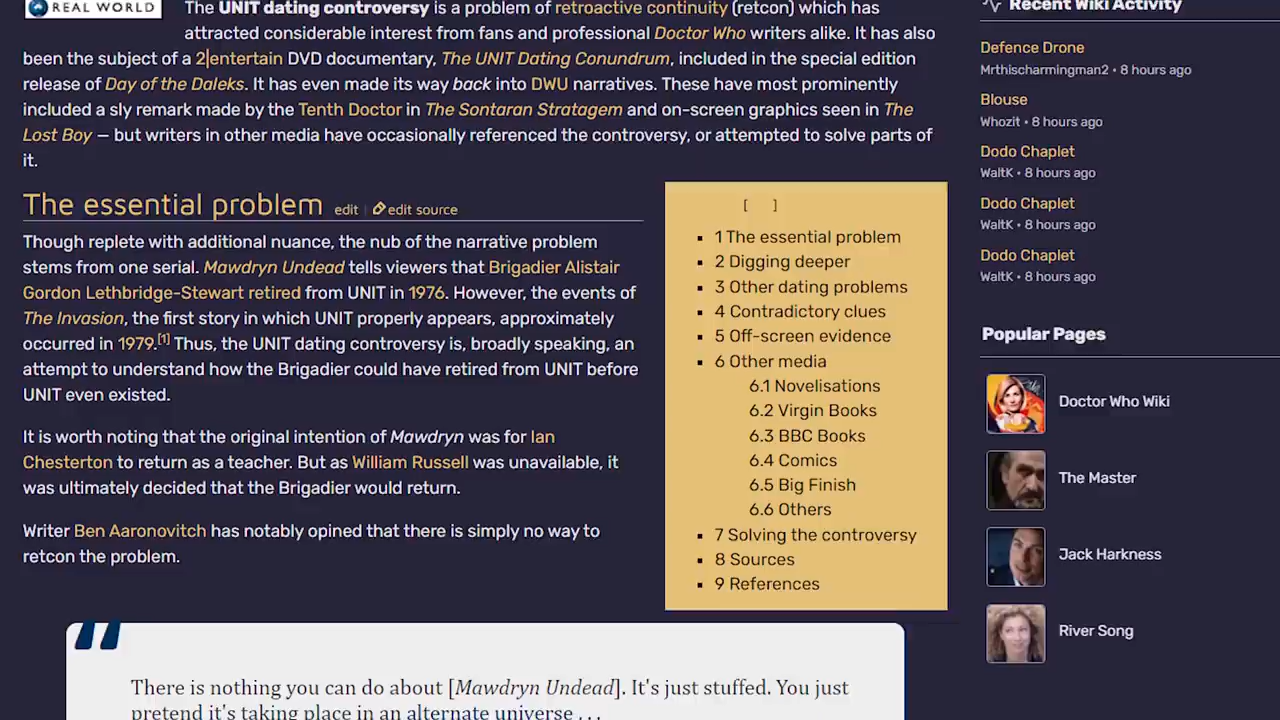 REAL WORLD
The UNIT dating controversy is a problem of retroactive continuity (retcon) which has
attracted considerable interest from fans and professional Doctor Who writers alike. It has also
been the subject of a 2|entertain DVD documentary, The UNIT Dating Conundrum, included in the special edition
release of Day of the Daleks. It has even made its way back into DWU narratives. These have most prominently
included a sly remark made by the Tenth Doctor in The Sontaran Stratagem and on-screen graphics seen in The
Lost Boy — but writers in other media have occasionally referenced the controversy, or attempted to solve parts of
it.
The essential problem edit | edit source
Though replete with additional nuance, the nub of the narrative problem
stems from one serial. Mawdryn Undead tells viewers that Brigadier Alistair
Gordon Lethbridge-Stewart retired from UNIT in 1976. However, the events of
The Invasion, the first story in which UNIT properly appears, approximately
occurred in 1979.[1] Thus, the UNIT dating controversy is, broadly speaking, an
attempt to understand how the Brigadier could have retired from UNIT before
UNIT even existed.
It is worth noting that the original intention of Mawdryn was for Ian
Chesterton to return as a teacher. But as William Russell was unavailable, it
was ultimately decided that the Brigadier would return.
Writer Ben Aaronovitch has notably opined that there is simply no way to
retcon the problem.
[ ]
1 The essential problem
2 Digging deeper
3 Other dating problems
4 Contradictory clues
5 Off-screen evidence
6 Other media
6.1 Novelisations
6.2 Virgin Books
6.3 BBC Books
6.4 Comics
6.5 Big Finish
6.6 Others
7 Solving the controversy
8 Sources
9 References
There is nothing you can do about [Mawdryn Undead]. It's just stuffed. You just
pretend it's taking place in an alternate universe . . .
Recent Wiki Activity
Defence Drone
Mrthischarmingman2 • 8 hours ago
Blouse
Whozit • 8 hours ago
Dodo Chaplet
WaltK • 8 hours ago
Dodo Chaplet
WaltK • 8 hours ago
Dodo Chaplet
WaltK • 8 hours ago
Popular Pages
Doctor Who Wiki
The Master
Jack Harkness
River Song